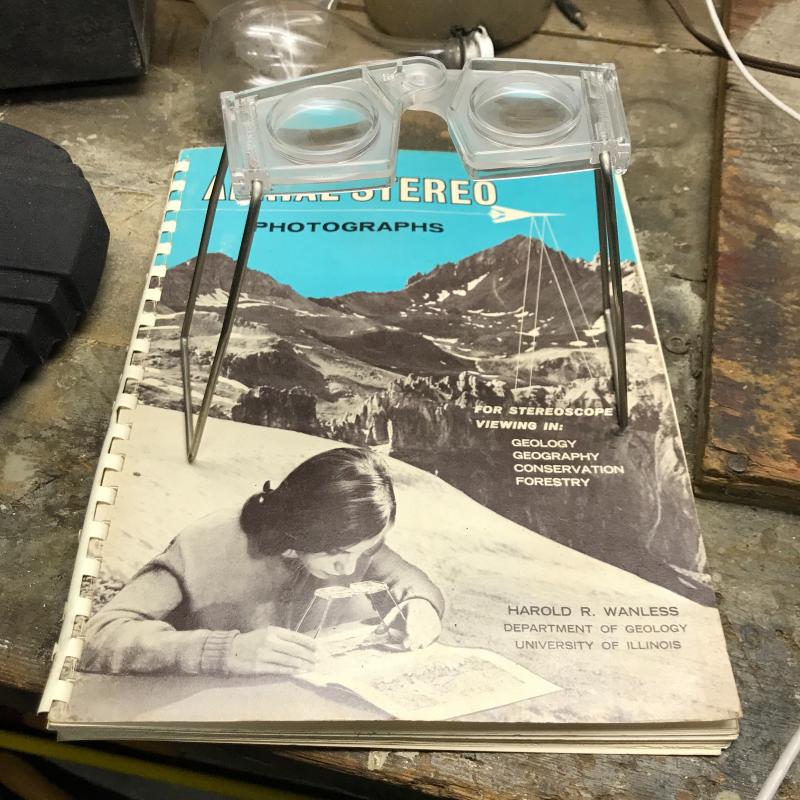 AERIAL STEREO
PHOTOGRAPHS
FOR STEREOSCOPE
VIEWING IN:
GEOLOGY
GEOGRAPHY
CONSERVATION
FORESTRY
HAROLD R. WANLESS
DEPARTMENT OF GEOLOGY
UNIVERSITY OF ILLINOIS